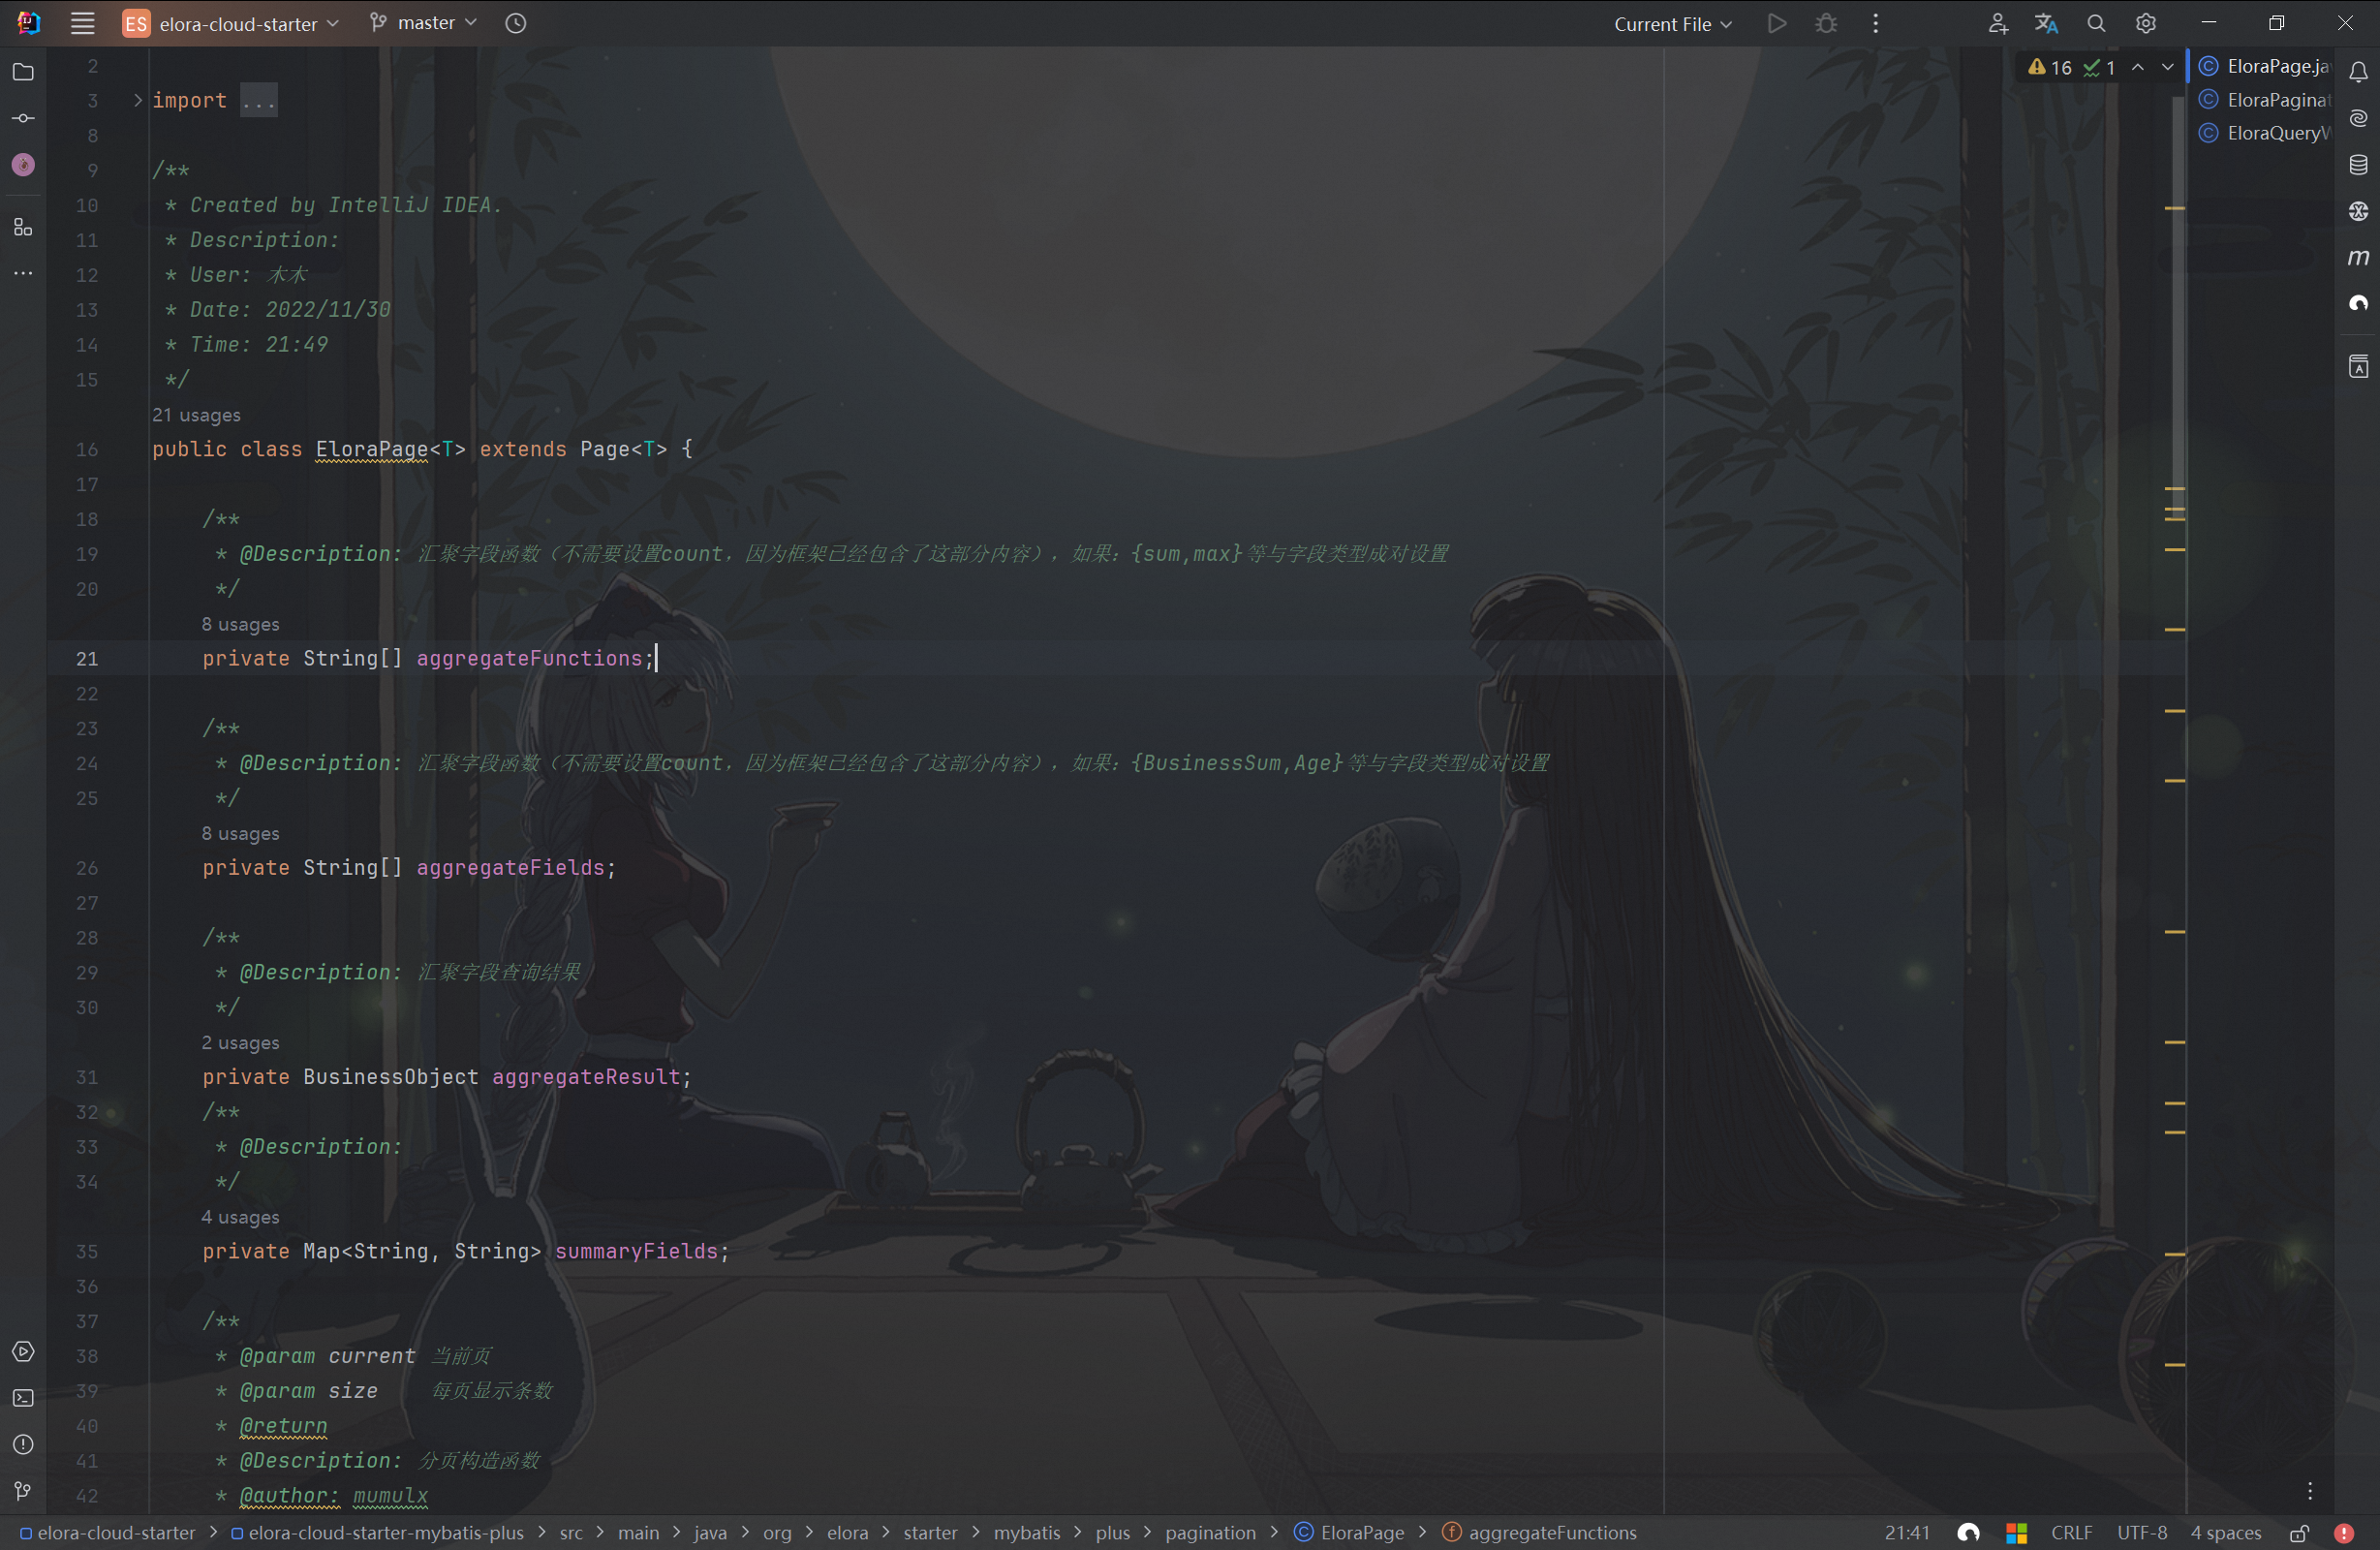 ES elora-cloud-starter master Current File
2
3 import ...
8
9 /**
10 * Created by IntelliJ IDEA.
11 * Description:
12 * User: 木木
13 * Date: 2022/11/30
14 * Time: 21:49
15 */
21 usages
16 public class EloraPage<T> extends Page<T> {
17
18 /**
19 * @Description: 汇聚字段函数（不需要设置count，因为框架已经包含了这部分内容），如果：{sum,max}等与字段类型成对设置
20 */
8 usages
21 private String[] aggregateFunctions;
22
23 /**
24 * @Description: 汇聚字段函数（不需要设置count，因为框架已经包含了这部分内容），如果：{BusinessSum,Age}等与字段类型成对设置
25 */
8 usages
26 private String[] aggregateFields;
27
28 /**
29 * @Description: 汇聚字段查询结果
30 */
2 usages
31 private BusinessObject aggregateResult;
32 /**
33 * @Description:
34 */
4 usages
35 private Map<String, String> summaryFields;
36
37 /**
38 * @param current 当前页
39 * @param size 每页显示条数
40 * @return
41 * @Description: 分页构造函数
42 * @author: mumulx
16 1
EloraPage.ja
EloraPaginat
EloraQueryW
elora-cloud-starter > elora-cloud-starter-mybatis-plus > src > main > java > org > elora > starter > mybatis > plus > pagination > EloraPage > aggregateFunctions 21:41 CRLF UTF-8 4 spaces